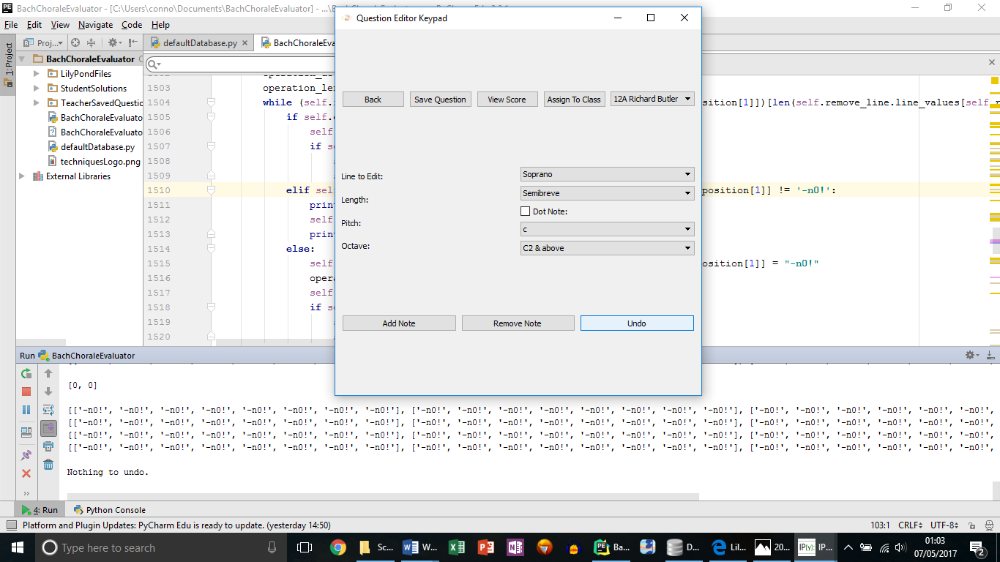 BachChoraleEvaluator - [C:\Users\conno\Documents\BachChoraleEvaluator] - ...\B
File Edit View Navigate Code Help
Question Editor Keypad
1: Project
Proj...
defaultDatabase.py
BachChoraleEva
BachChoraleEvaluator
LilyPondFiles
StudentSolutions
TeacherSavedQuestic
BachChoraleEvaluato
BachChoraleEvaluato
defaultDatabase.py
techniquesLogo.png
External Libraries
1503 operation_le
1504 while (self. sition[1]])[len(self.remove_line.line_values[self
1505 if self.
1506 self
1507 if se
1508
1509
1510 elif sel position[1]] != '-n0!':
1511 prin
1512 self
1513 prin
1514 else:
1515 self osition[1]] = "-n0!"
1516 opera
1517 self
1518 if se
1519
1520
Back Save Question View Score Assign To Class 12A Richard Butler
Line to Edit: Soprano
Length: Semibreve
Dot Note:
Pitch: c
Octave: C2 & above
Add Note Remove Note Undo
Run BachChoraleEvaluator
[0, 0]
[['-n0!', '-n0!', '-n0!', '-n0!', '-n0!', '-n0!', '-n0!', '-n0!'], ['-n0!', '-n0!', '-n0!', '-n0!', '-n0!', '-n0!', '-n0!', '-n0!'], ['-n0!', '-n0!', '-n0!', '-n0!', '-n0!', '-n0!',
[['-n0!', '-n0!', '-n0!', '-n0!', '-n0!', '-n0!', '-n0!', '-n0!'], ['-n0!', '-n0!', '-n0!', '-n0!', '-n0!', '-n0!', '-n0!', '-n0!'], ['-n0!', '-n0!', '-n0!', '-n0!', '-n0!', '-n0!',
[['-n0!', '-n0!', '-n0!', '-n0!', '-n0!', '-n0!', '-n0!', '-n0!'], ['-n0!', '-n0!', '-n0!', '-n0!', '-n0!', '-n0!', '-n0!', '-n0!'], ['-n0!', '-n0!', '-n0!', '-n0!', '-n0!', '-n0!',
[['-n0!', '-n0!', '-n0!', '-n0!', '-n0!', '-n0!', '-n0!', '-n0!'], ['-n0!', '-n0!', '-n0!', '-n0!', '-n0!', '-n0!', '-n0!', '-n0!'], ['-n0!', '-n0!', '-n0!', '-n0!', '-n0!', '-n0!',
Nothing to undo.
4: Run Python Console
Platform and Plugin Updates: PyCharm Edu is ready to update. (yesterday 14:50) 103:1 CRLF UTF-8
Type here to search Sc... W... Ba... D... Lil... 20... IP... 01:03
07/05/2017 2